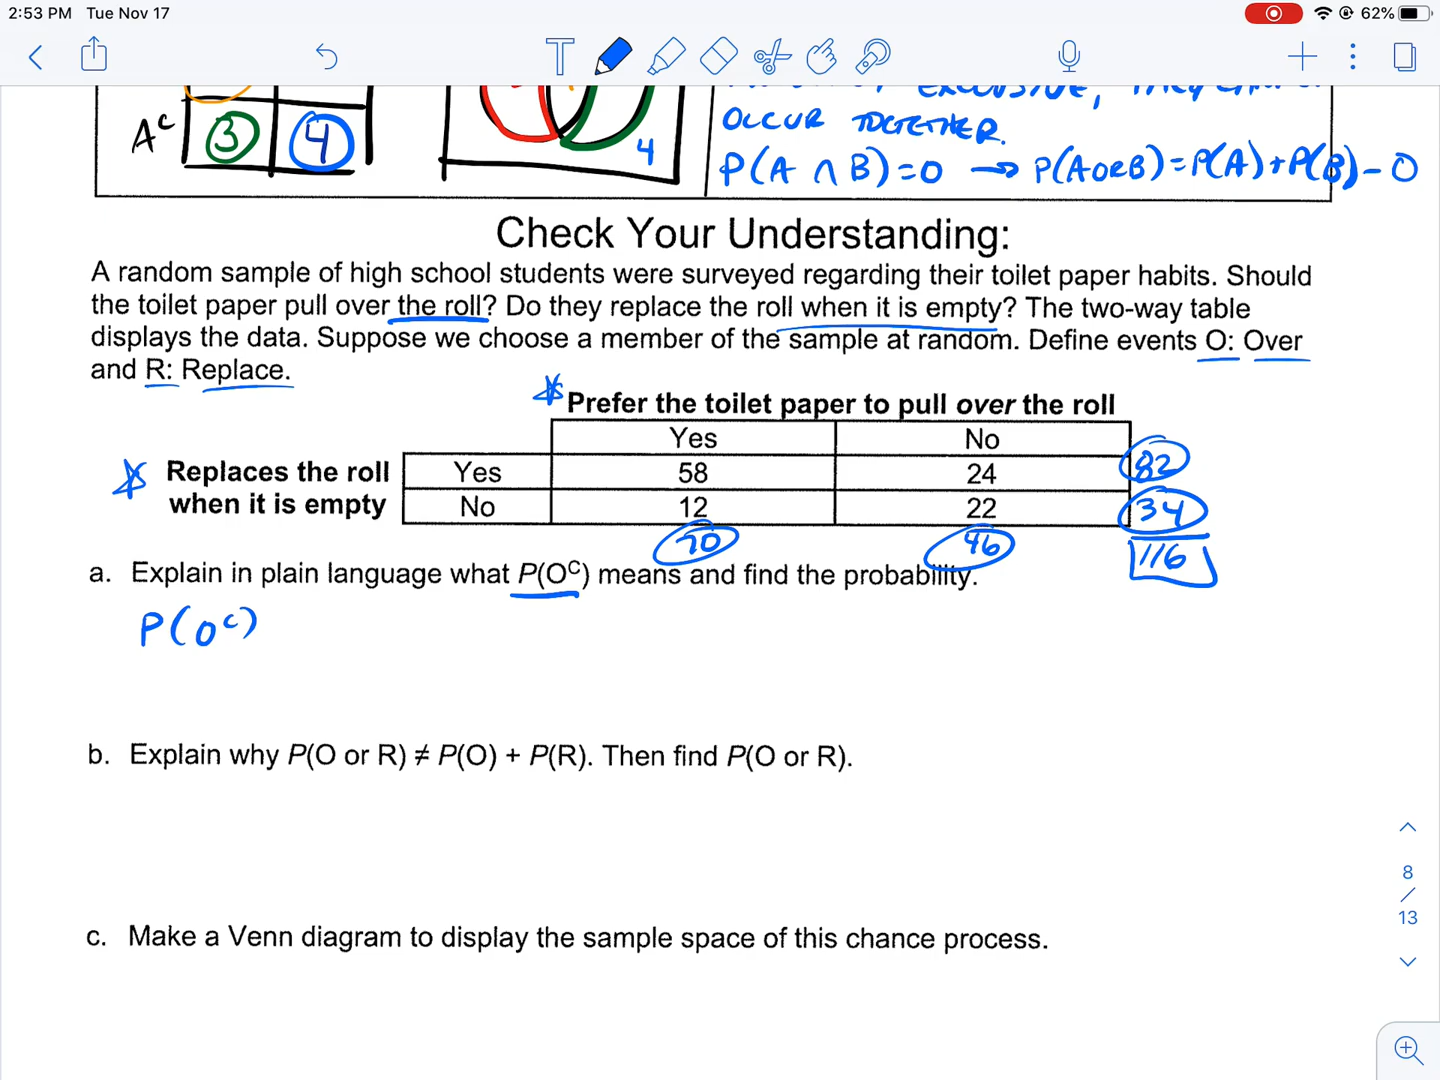 2:53 PM Tue Nov 17
62%
T
EXCLUSIVE, THEY
A^C 3 4
4
OCCUR TOGETHER.
P(A ∩ B)=0 → P(A OR B)=P(A)+P(B)-0
Check Your Understanding:
A random sample of high school students were surveyed regarding their toilet paper habits. Should
the toilet paper pull over the roll? Do they replace the roll when it is empty? The two-way table
displays the data. Suppose we choose a member of the sample at random. Define events O: Over
and R: Replace.
Prefer the toilet paper to pull over the roll
Yes No
Replaces the roll Yes 58 24 82
when it is empty No 12 22 34
70 46 116
a. Explain in plain language what P(O^C) means and find the probability.
P(O^C)
b. Explain why P(O or R) ≠ P(O) + P(R). Then find P(O or R).
c. Make a Venn diagram to display the sample space of this chance process.
8
/
13